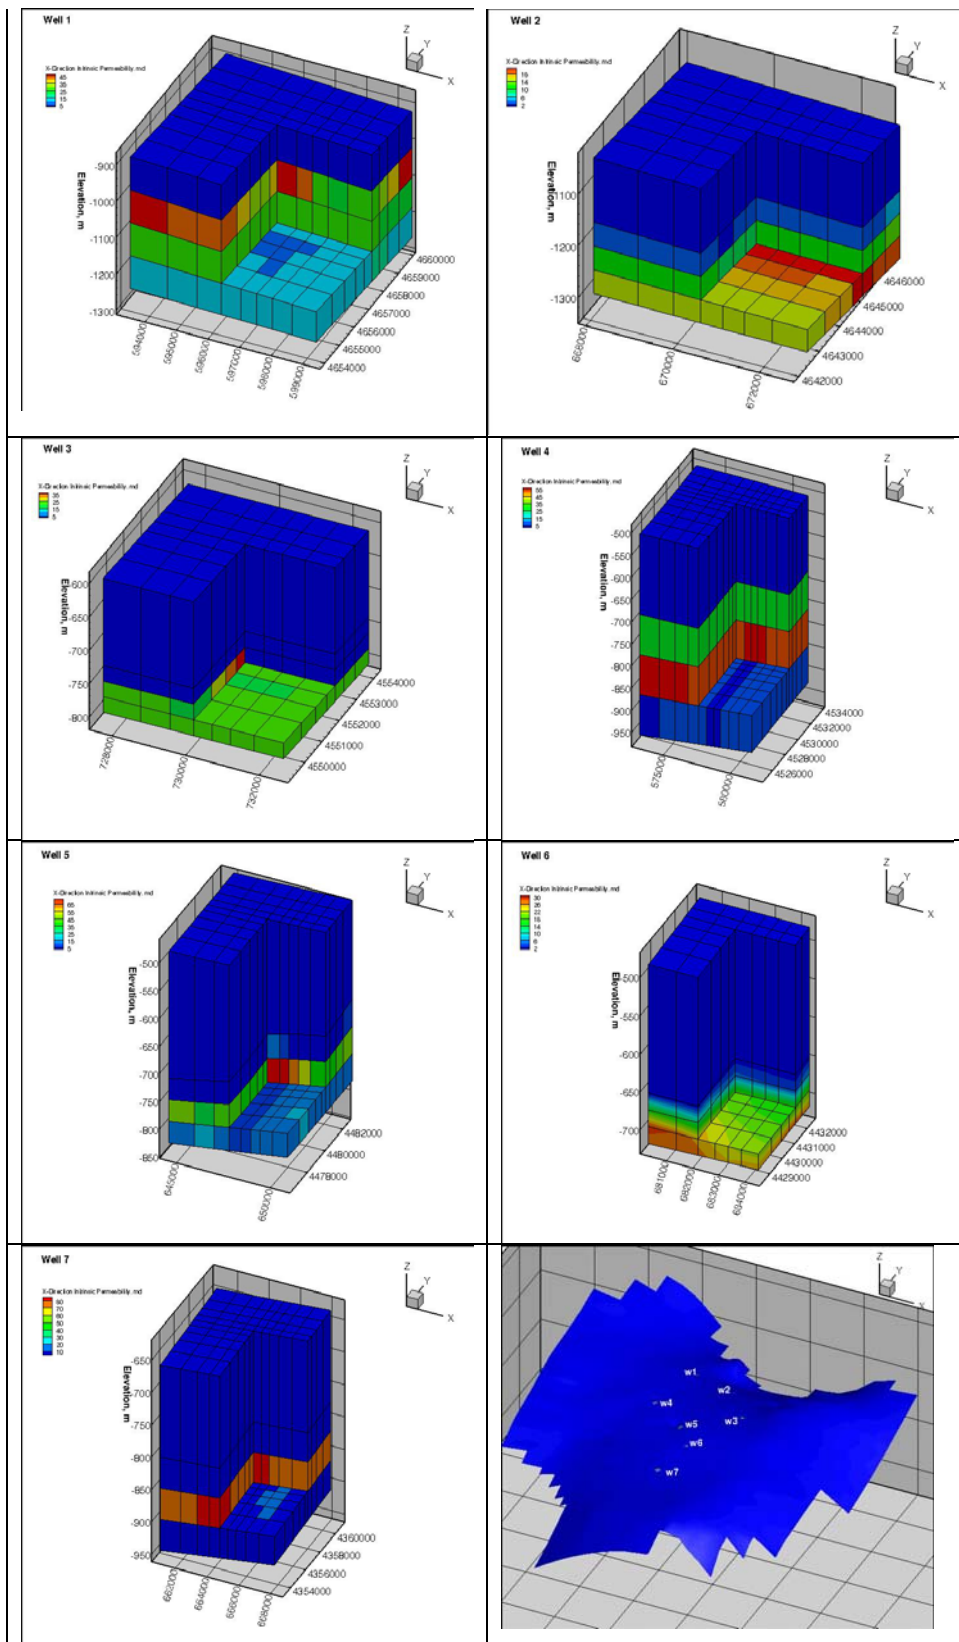 Well 1
Z
Y
X
X-Direction Intrinsic Permeability, md
45
35
25
15
5
Elevation, m
-900
-1000
-1100
-1200
-1300
594000
595000
596000
597000
598000
599000
4654000
4655000
4656000
4657000
4658000
4659000
4660000
Well 2
Z
Y
X
X-Direction Intrinsic Permeability, md
14
10
6
2
Elevation, m
-1100
-1200
-1300
668000
670000
672000
4642000
4643000
4644000
4645000
4646000
Well 3
Z
Y
X
X-Direction Intrinsic Permeability, md
35
25
15
5
Elevation, m
-600
-650
-700
-750
-800
728000
730000
732000
4550000
4551000
4552000
4553000
4554000
Well 4
Z
Y
X
X-Direction Intrinsic Permeability, md
55
45
35
25
15
5
Elevation, m
-500
-550
-600
-650
-700
-750
-800
-850
-900
-950
575000
580000
4526000
4528000
4530000
4532000
4534000
Well 5
Z
Y
X
X-Direction Intrinsic Permeability, md
65
55
45
35
25
15
5
Elevation, m
-500
-550
-600
-650
-700
-750
-800
-850
645000
650000
4478000
4480000
4482000
Well 6
Z
Y
X
X-Direction Intrinsic Permeability, md
30
26
22
18
14
10
6
2
Elevation, m
-500
-550
-600
-650
-700
681000
682000
683000
684000
4429000
4430000
4431000
4432000
Well 7
Z
Y
X
X-Direction Intrinsic Permeability, md
80
70
60
50
40
30
20
10
Elevation, m
-650
-700
-750
-800
-850
-900
-950
662000
664000
666000
668000
4354000
4356000
4358000
4360000
Z
Y
X
w1
w2
w4
w3
w5
w6
w7